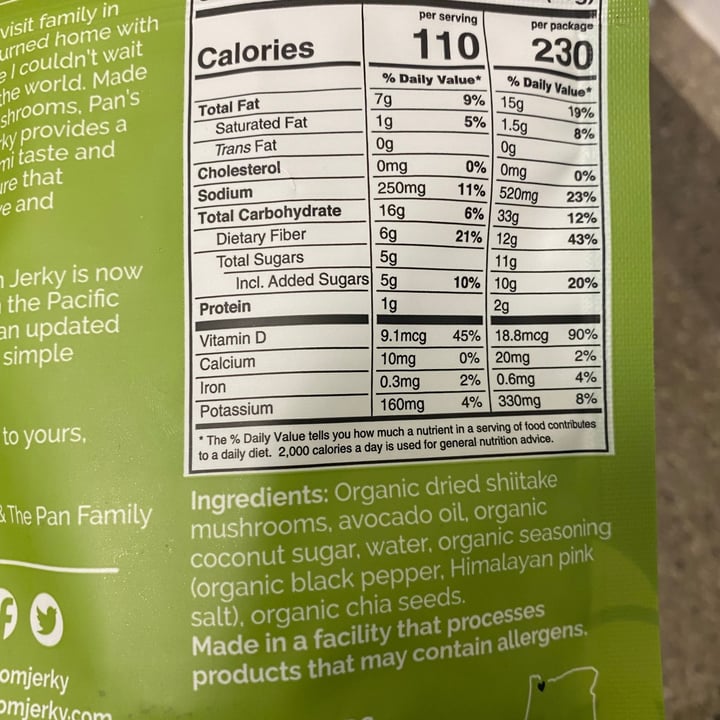 visit family in
home with
I couldn't wait
the world. Made
Pan's
provides a
taste and
that
and
Jerky is now
the Pacific
an updated
simple
to yours,
& The Pan Family
per serving per package
Calories 110 230
% Daily Value* % Daily Value*
Total Fat 7g 9% 15g 19%
Saturated Fat 1g 5% 1.5g 8%
Trans Fat 0g 0g
Cholesterol 0mg 0% 0mg 0%
Sodium 250mg 11% 520mg 23%
Total Carbohydrate 16g 6% 33g 12%
Dietary Fiber 6g 21% 12g 43%
Total Sugars 5g 11g
Incl. Added Sugars 5g 10% 10g 20%
Protein 1g 2g
Vitamin D 9.1mcg 45% 18.8mcg 90%
Calcium 10mg 0% 20mg 2%
Iron 0.3mg 2% 0.6mg 4%
Potassium 160mg 4% 330mg 8%
* The % Daily Value tells you how much a nutrient in a serving of food contributes
to a daily diet. 2,000 calories a day is used for general nutrition advice.
Ingredients: Organic dried shiitake
mushrooms, avocado oil, organic
coconut sugar, water, organic seasoning
(organic black pepper, Himalayan pink
salt), organic chia seeds.
Made in a facility that processes
products that may contain allergens.
omjerky
omjerky.com